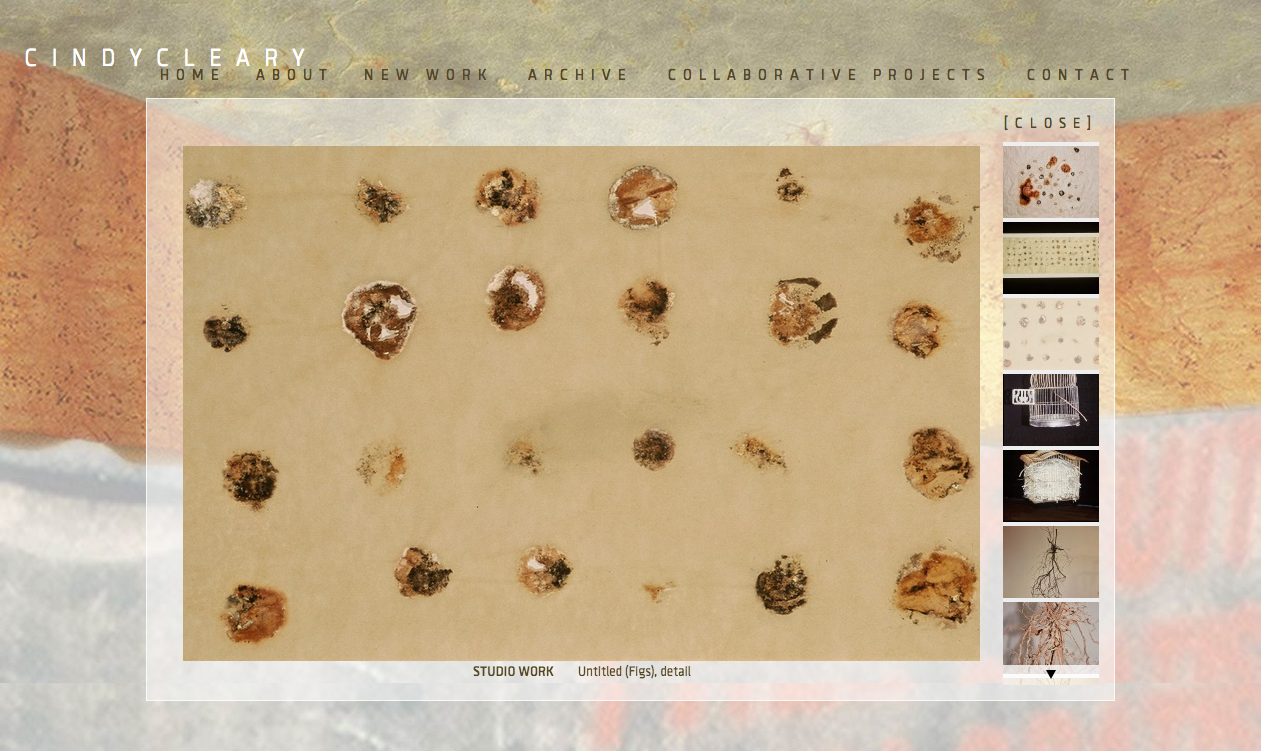 CINDYCLEARY
HOME ABOUT NEW WORK ARCHIVE COLLABORATIVE PROJECTS CONTACT
[CLOSE]
STUDIO WORK Untitled (Figs), detail